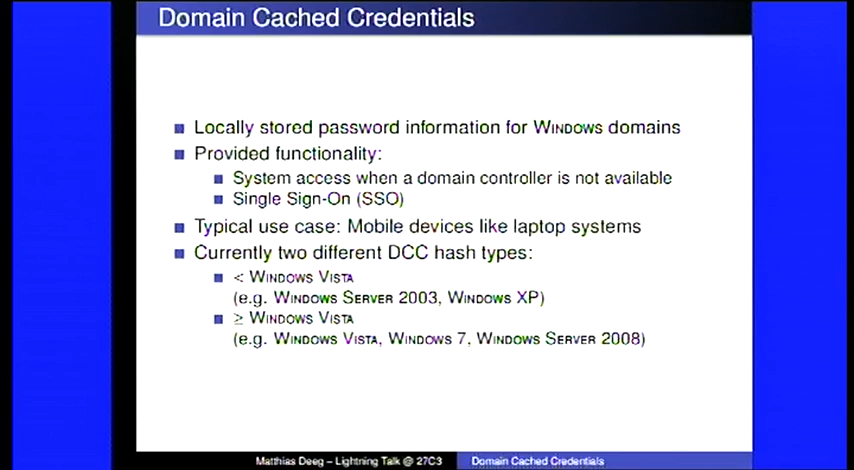 Domain Cached Credentials
Locally stored password information for WINDOWS domains
Provided functionality:
System access when a domain controller is not available
Single Sign-On (SSO)
Typical use case: Mobile devices like laptop systems
Currently two different DCC hash types:
< WINDOWS VISTA
(e.g. WINDOWS SERVER 2003, WINDOWS XP)
≥ WINDOWS VISTA
(e.g. WINDOWS VISTA, WINDOWS 7, WINDOWS SERVER 2008)
Matthias Deeg – Lightning Talk @ 27C3 Domain Cached Credentials